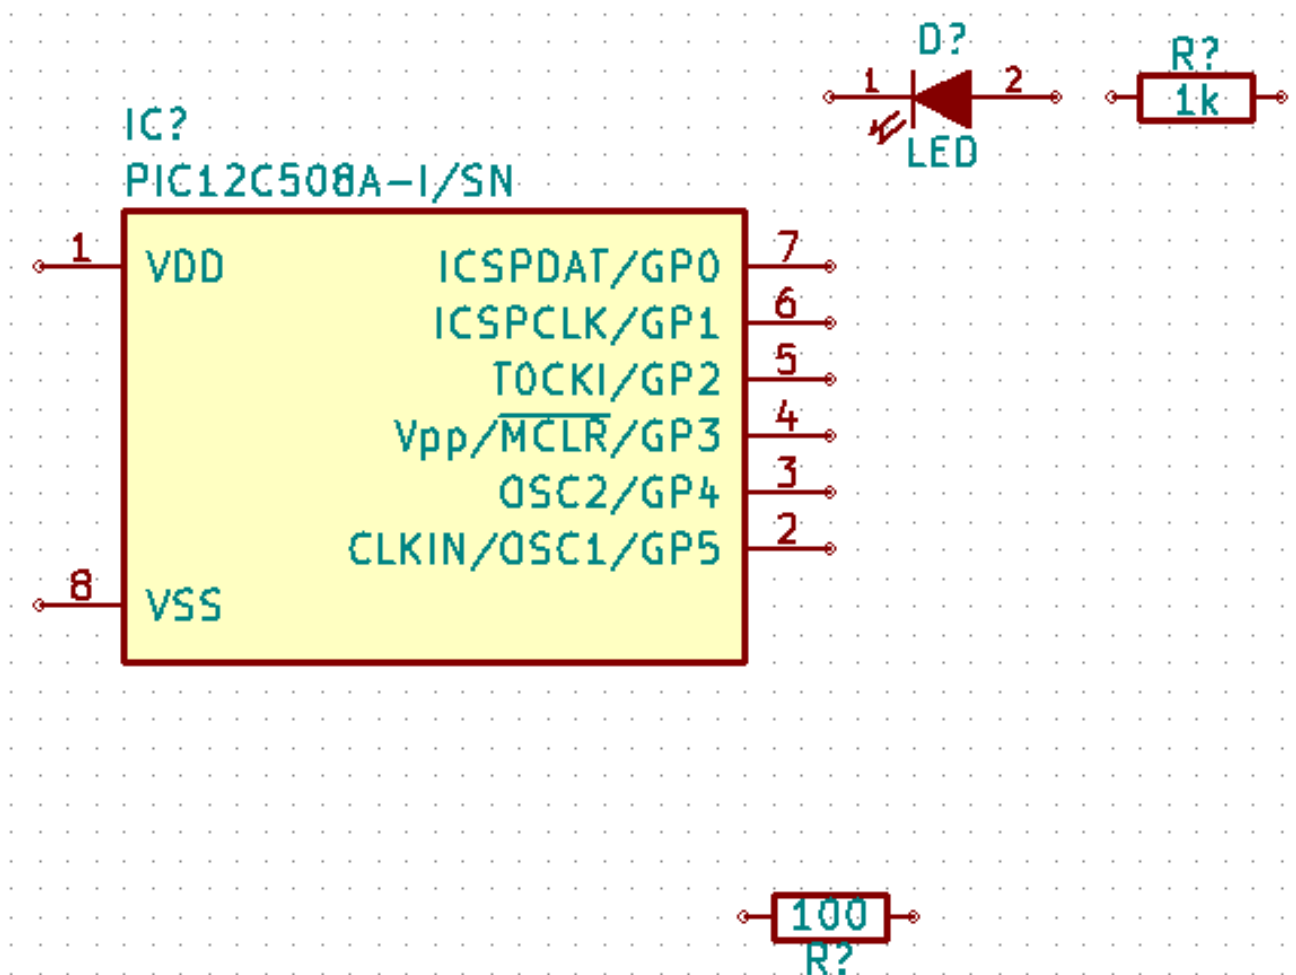 D?
R?
1 2
1k
LED
IC?
PIC12C508A-I/SN
1 VDD ICSPDAT/GP0 7
ICSPCLK/GP1 6
T0CKI/GP2 5
Vpp/MCLR/GP3 4
OSC2/GP4 3
CLKIN/OSC1/GP5 2
8 VSS
100
R?